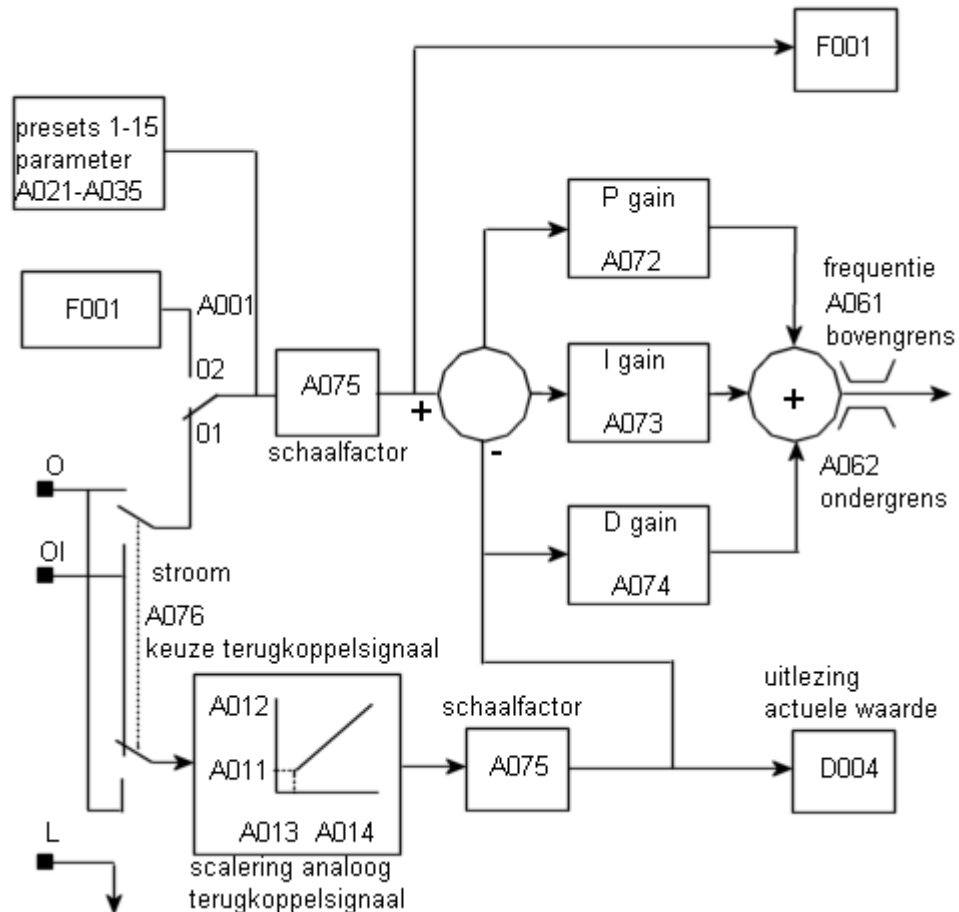 F001
presets 1-15
parameter
A021-A035
P gain
A072
frequentie
A061
bovengrens
F001
A001
02
01
A075
schaalfactor
+
-
I gain
A073
+
A062
ondergrens
O
OI
stroom
A076
keuze terugkoppelsignaal
D gain
A074
A012
A011
A013 A014
scalering analoog
terugkoppelsignaal
schaalfactor
A075
uitlezing
actuele waarde
D004
L